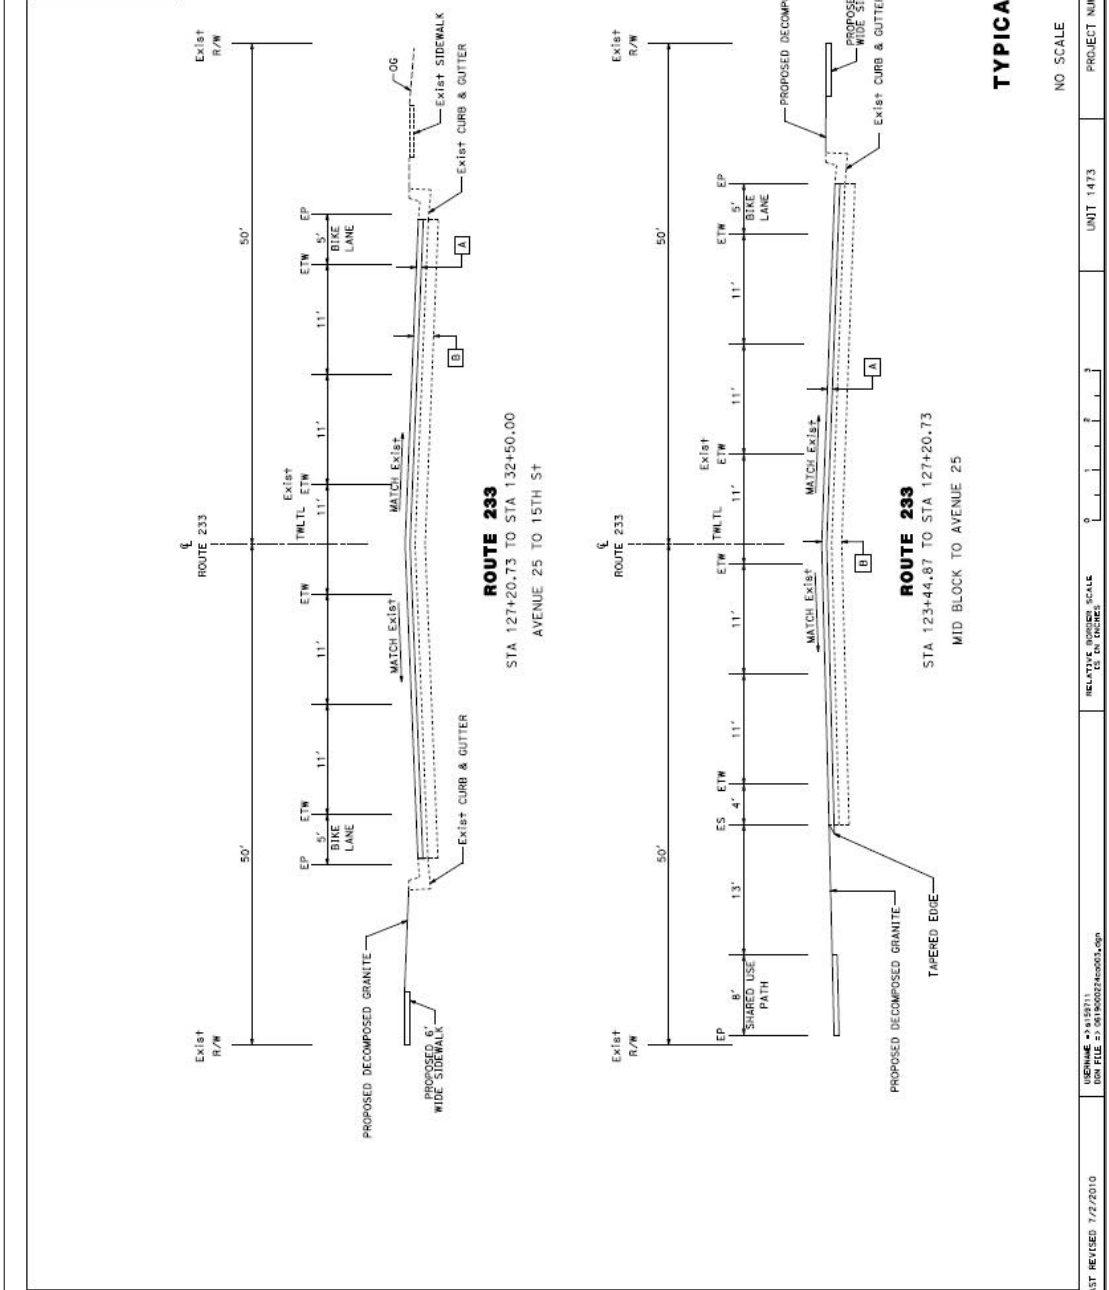 Exist
R/W
50'
℄
ROUTE 233
50'
Exist
R/W
EP
5'
BIKE
LANE
ETW
11'
11'
ETW
11'
TWLTL
Exist
ETW
11'
11'
ETW
5'
BIKE
LANE
EP
PROPOSED DECOMPOSED GRANITE
PROPOSED 6'
WIDE SIDEWALK
Exist CURB & GUTTER
MATCH Exist
MATCH Exist
B
A
OG
Exist SIDEWALK
Exist CURB & GUTTER
ROUTE 233
STA 127+20.73 TO STA 132+50.00
AVENUE 25 TO 15TH St
Exist
R/W
50'
℄
ROUTE 233
50'
Exist
R/W
EP
8'
SHARED USE
PATH
13'
ES
4'
ETW
11'
11'
ETW
TWLTL
11'
Exist
ETW
11'
11'
ETW
5'
BIKE
LANE
EP
PROPOSED DECOMPOSED GRANITE
TAPERED EDGE
MATCH Exist
MATCH Exist
B
A
Exist CURB & GUTTER
PROPOSED
WIDE
ROUTE 233
STA 123+44.87 TO STA 127+20.73
MID BLOCK TO AVENUE 25
TYPICA
NO SCALE
AST REVISED 7/2/2010
USERNAME => s159711
DGN FILE =>
RELATIVE BORDER SCALE
IS IN INCHES
0 1 2 3
UNIT 1473
PROJECT NUM